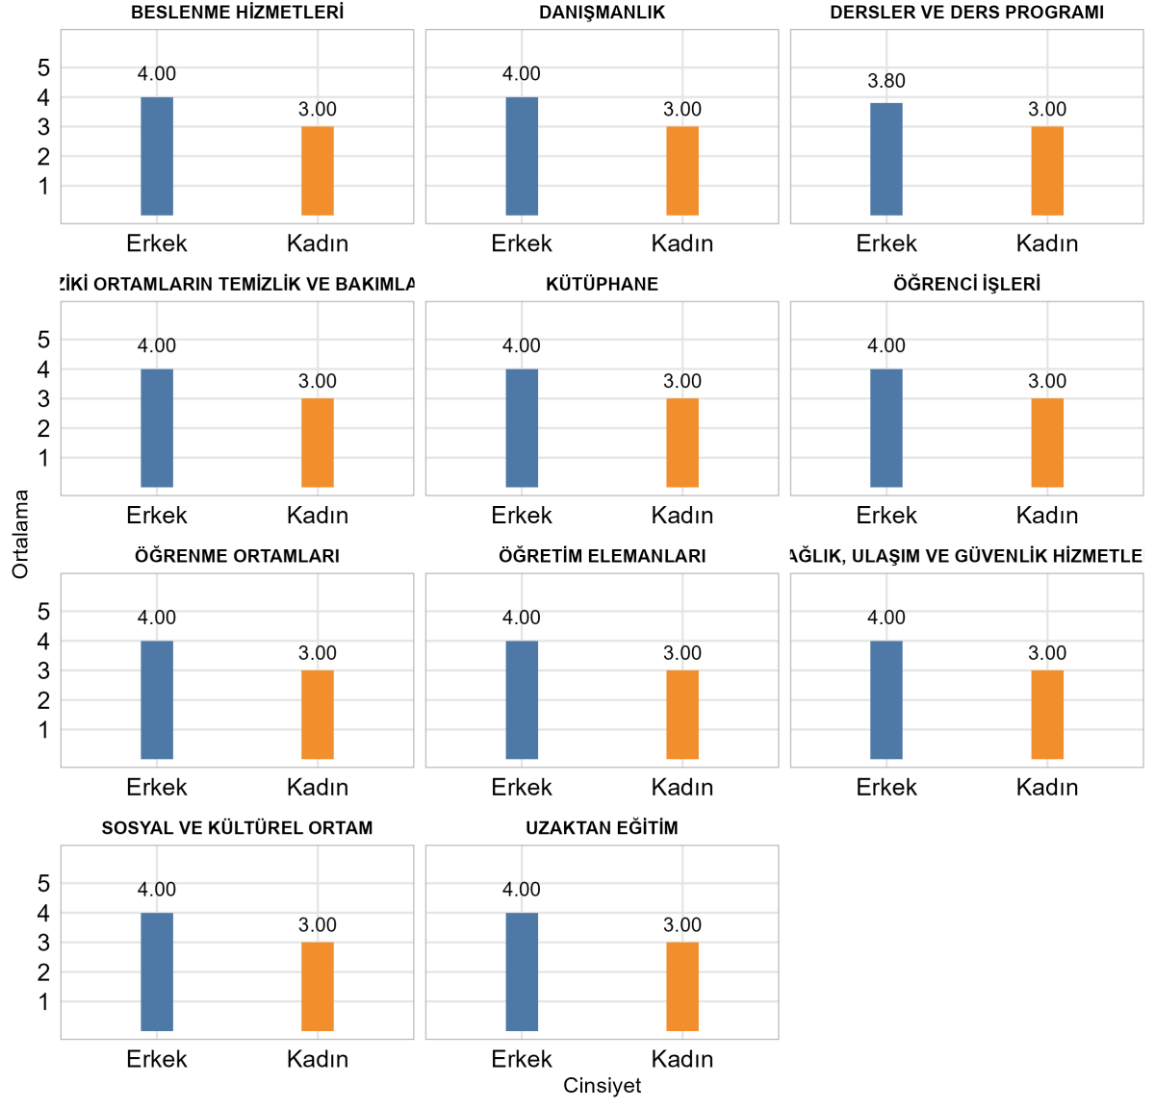 BESLENME HİZMETLERİ
5
4
3
2
1
4.00
3.00
Erkek Kadın
DANIŞMANLIK
4.00
3.00
Erkek Kadın
DERSLER VE DERS PROGRAMI
3.80
3.00
Erkek Kadın
ZİKİ ORTAMLARIN TEMİZLİK VE BAKIMLA
5
4
3
2
1
4.00
3.00
Erkek Kadın
KÜTÜPHANE
4.00
3.00
Erkek Kadın
ÖĞRENCİ İŞLERİ
4.00
3.00
Erkek Kadın
Ortalama
ÖĞRENME ORTAMLARI
5
4
3
2
1
4.00
3.00
Erkek Kadın
ÖĞRETİM ELEMANLARI
4.00
3.00
Erkek Kadın
AĞLIK, ULAŞIM VE GÜVENLİK HİZMETLE
4.00
3.00
Erkek Kadın
SOSYAL VE KÜLTÜREL ORTAM
5
4
3
2
1
4.00
3.00
Erkek Kadın
UZAKTAN EĞİTİM
4.00
3.00
Erkek Kadın
Cinsiyet